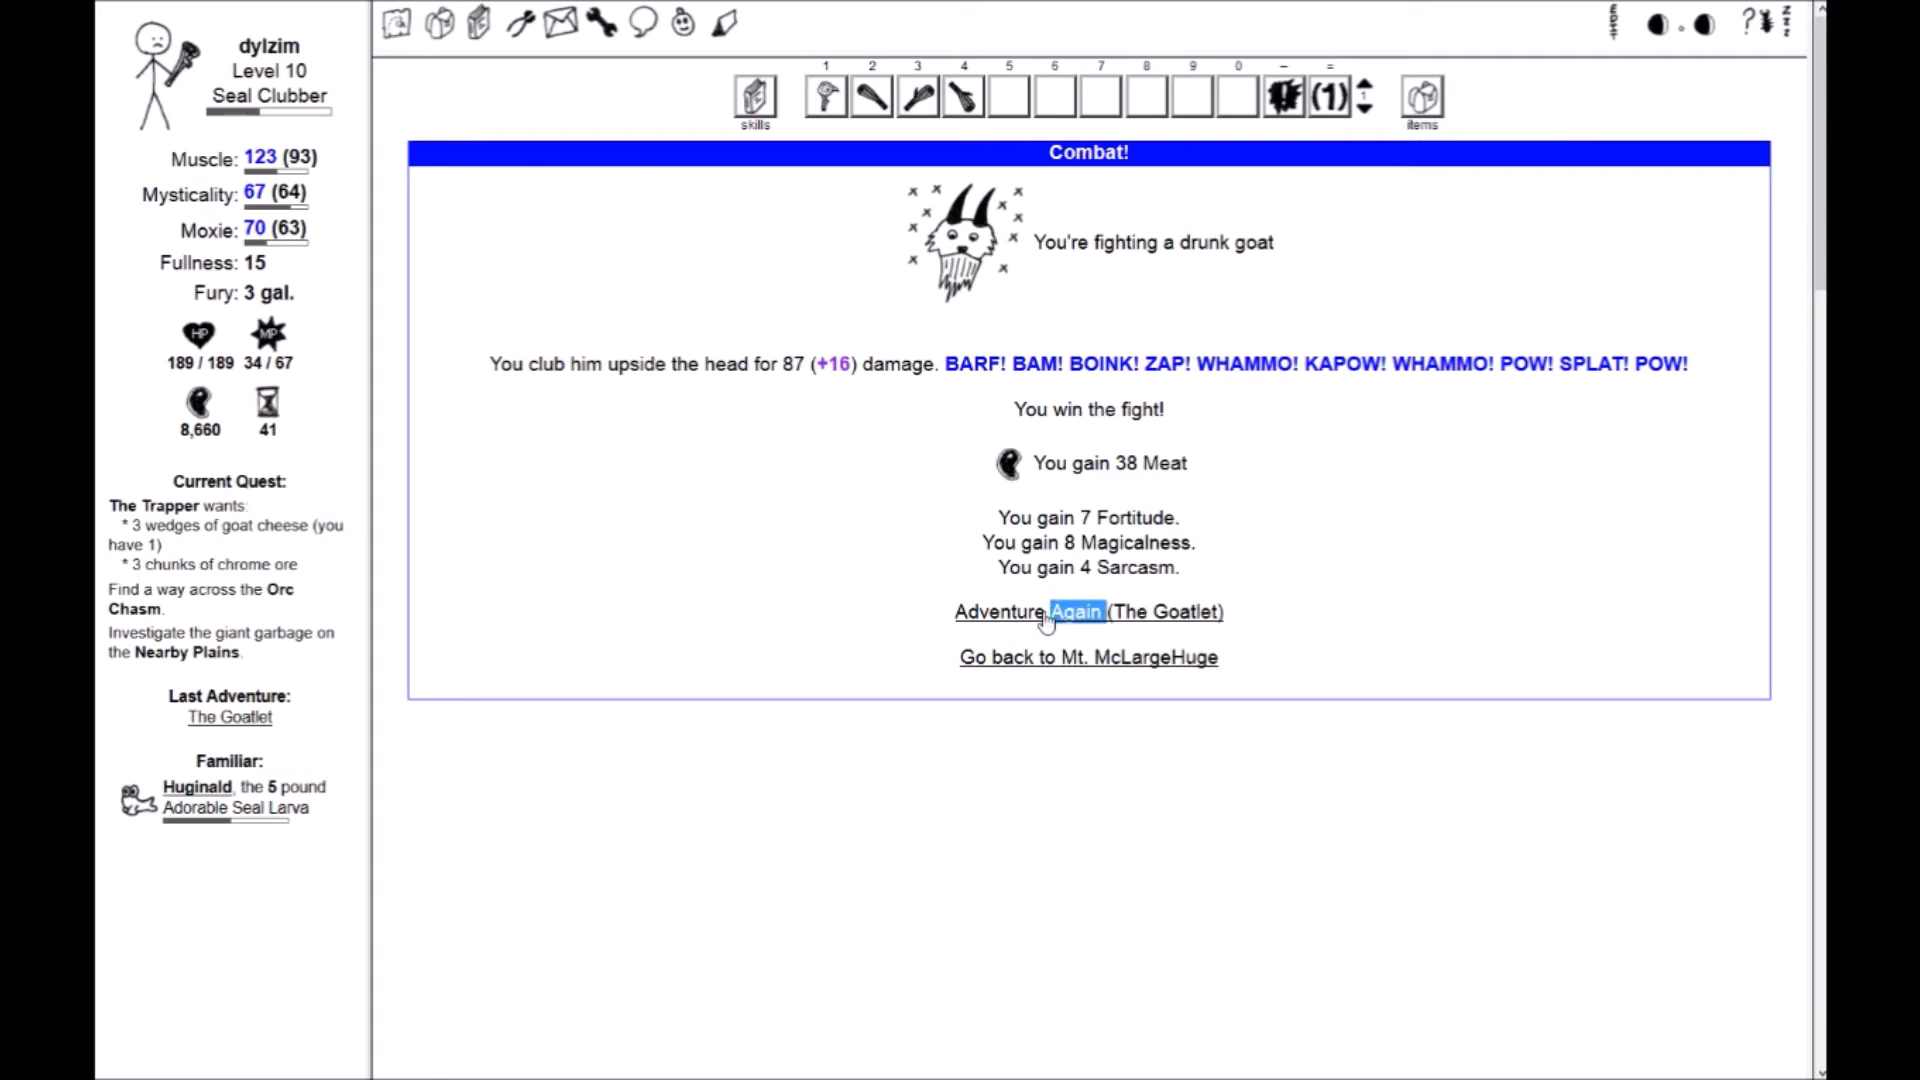 dylzim
Level 10
Seal Clubber
Muscle: 123 (93)
Mysticality: 67 (64)
Moxie: 70 (63)
Fullness: 15
Fury: 3 gal.
HP MP
189 / 189 34 / 67
8,660 41
Current Quest:
The Trapper wants:
* 3 wedges of goat cheese (you
have 1)
* 3 chunks of chrome ore
Find a way across the Orc
Chasm.
Investigate the giant garbage on
the Nearby Plains.
Last Adventure:
The Goatlet
Familiar:
Huginald, the 5 pound
Adorable Seal Larva
EDIT
? ZZZ
1 2 3 4 5 6 7 8 9 0 - =
(1) 1
skills items
Combat!
You're fighting a drunk goat
You club him upside the head for 87 (+16) damage. BARF! BAM! BOINK! ZAP! WHAMMO! KAPOW! WHAMMO! POW! SPLAT! POW!
You win the fight!
You gain 38 Meat
You gain 7 Fortitude.
You gain 8 Magicalness.
You gain 4 Sarcasm.
Adventure Again (The Goatlet)
Go back to Mt. McLargeHuge